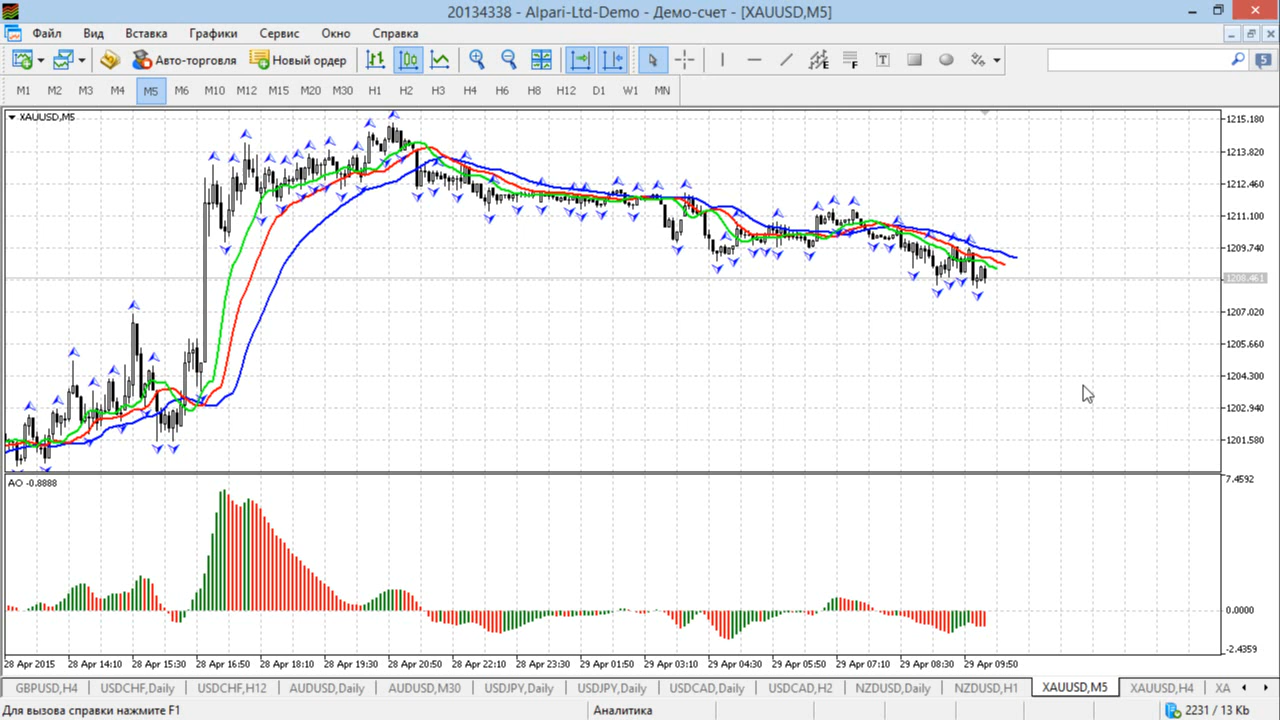 20134338 - Alpari-Ltd-Demo - Демо-счет - [XAUUSD,M5]
Файл Вид Вставка Графики Сервис Окно Справка
Авто-торговля Новый ордер E F T 5
M1 M2 M3 M4 M5 M6 M10 M12 M15 M20 M30 H1 H2 H3 H4 H6 H8 H12 D1 W1 MN
XAUUSD,M5
1215.180
1213.820
1212.460
1211.100
1209.740
1208.461
1207.020
1205.660
1204.300
1202.940
1201.580
AO -0.8888
7.4592
0.0000
-2.4359
28 Apr 2015 28 Apr 14:10 28 Apr 15:30 28 Apr 16:50 28 Apr 18:10 28 Apr 19:30 28 Apr 20:50 28 Apr 22:10 28 Apr 23:30 29 Apr 01:50 29 Apr 03:10 29 Apr 04:30 29 Apr 05:50 29 Apr 07:10 29 Apr 08:30 29 Apr 09:50
GBPUSD,H4 USDCHF,Daily USDCHF,H12 AUDUSD,Daily AUDUSD,M30 USDJPY,Daily USDJPY,Daily USDCAD,Daily USDCAD,H2 NZDUSD,Daily NZDUSD,H1 XAUUSD,M5 XAUUSD,H4 XA
Для вызова справки нажмите F1 Аналитика 2231 / 13 Kb